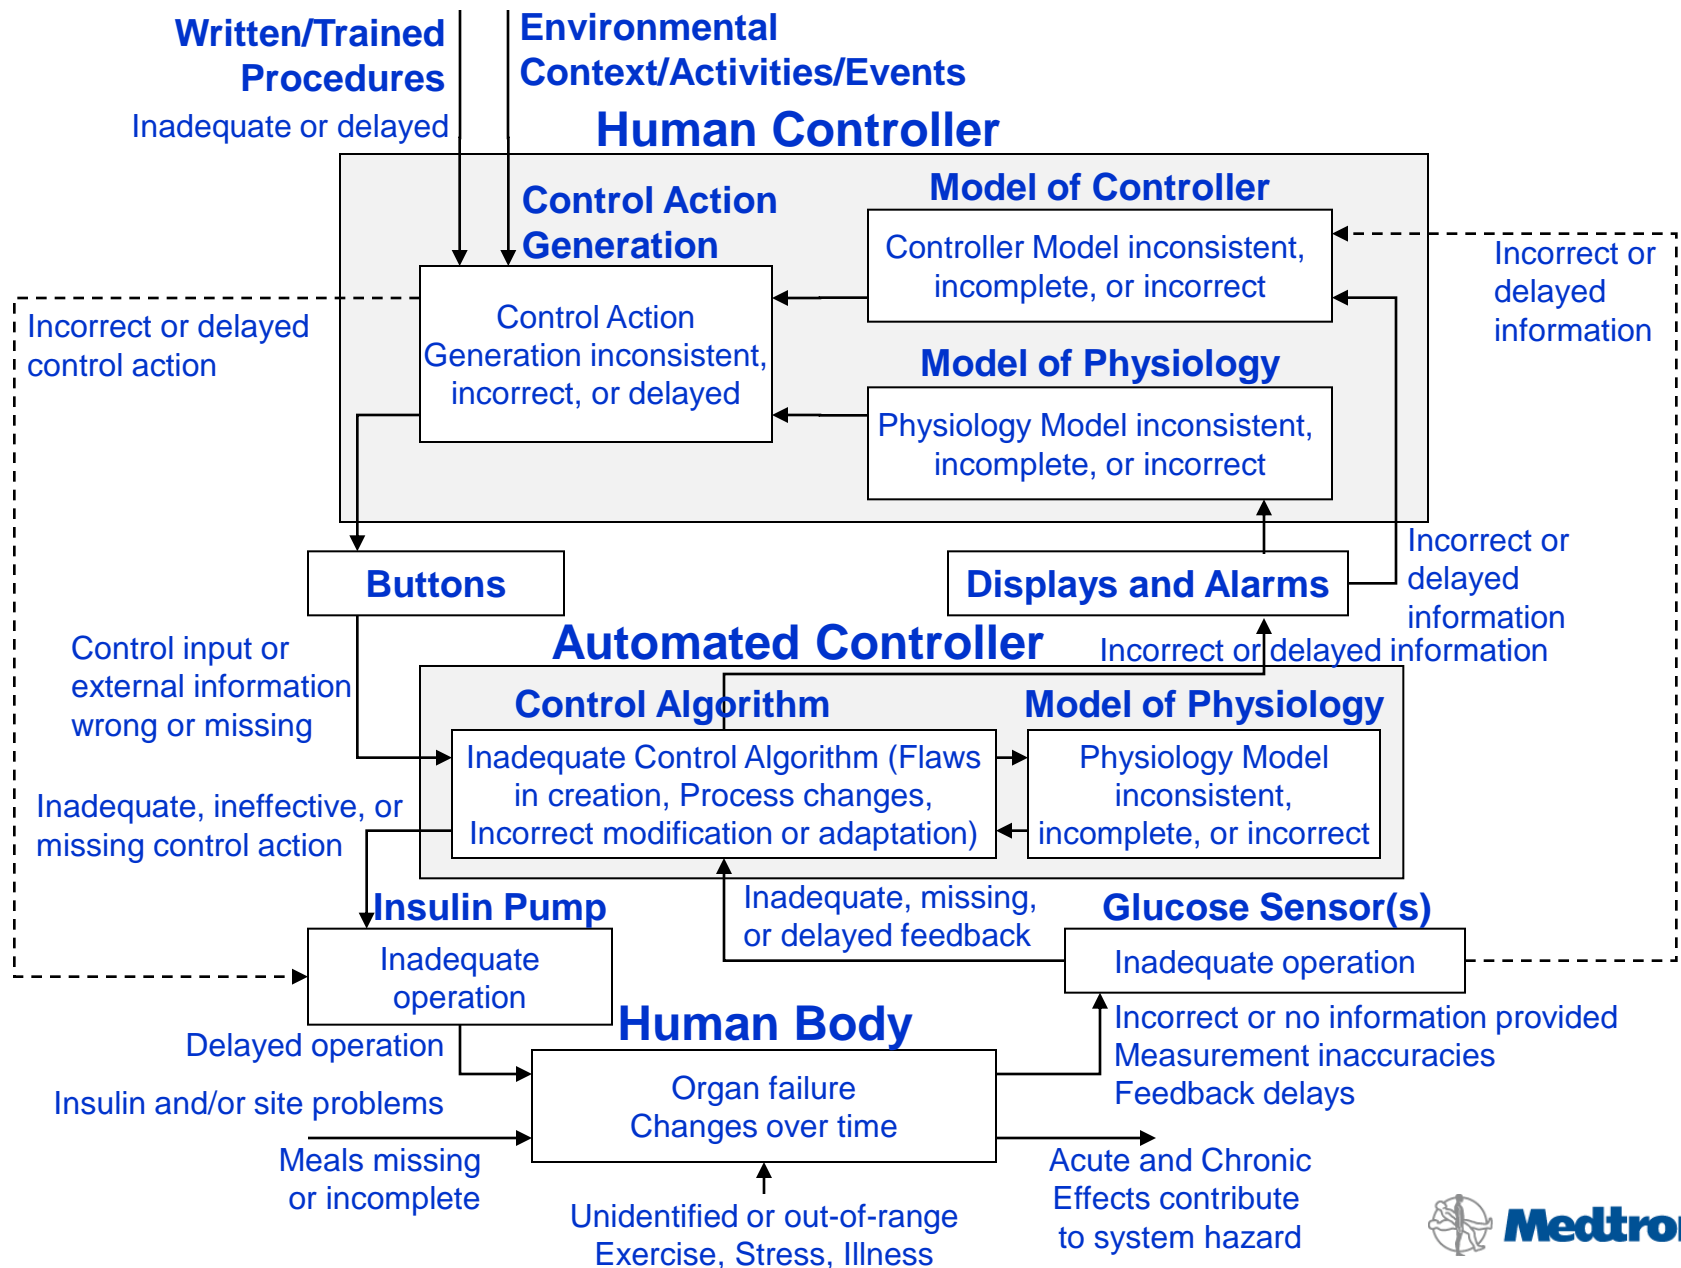 Written/Trained
Procedures
Inadequate or delayed
Environmental
Context/Activities/Events
Human Controller
Control Action
Generation
Model of Controller
Control Action
Generation inconsistent,
incorrect, or delayed
Controller Model inconsistent,
incomplete, or incorrect
Incorrect or
delayed
information
Incorrect or delayed
control action
Model of Physiology
Physiology Model inconsistent,
incomplete, or incorrect
Buttons
Displays and Alarms
Incorrect or
delayed
information
Control input or
external information
wrong or missing
Automated Controller
Incorrect or delayed information
Control Algorithm
Model of Physiology
Inadequate Control Algorithm (Flaws
in creation, Process changes,
Incorrect modification or adaptation)
Physiology Model
inconsistent,
incomplete, or incorrect
Inadequate, ineffective, or
missing control action
Insulin Pump
Inadequate, missing,
or delayed feedback
Glucose Sensor(s)
Inadequate
operation
Inadequate operation
Human Body
Delayed operation
Insulin and/or site problems
Organ failure
Changes over time
Incorrect or no information provided
Measurement inaccuracies
Feedback delays
Meals missing
or incomplete
Unidentified or out-of-range
Exercise, Stress, Illness
Acute and Chronic
Effects contribute
to system hazard